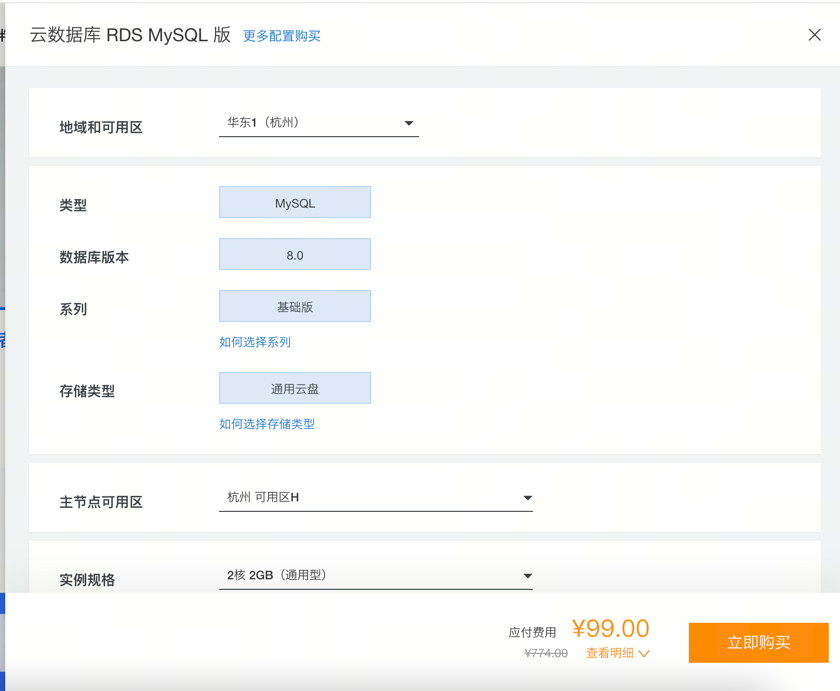 云数据库 RDS MySQL 版 更多配置购买
地域和可用区 华东1（杭州）
类型 MySQL
数据库版本 8.0
系列 基础版
如何选择系列
存储类型 通用云盘
如何选择存储类型
主节点可用区 杭州 可用区H
实例规格 2核 2GB（通用型）
应付费用 ¥99.00
¥774.00 查看明细
立即购买